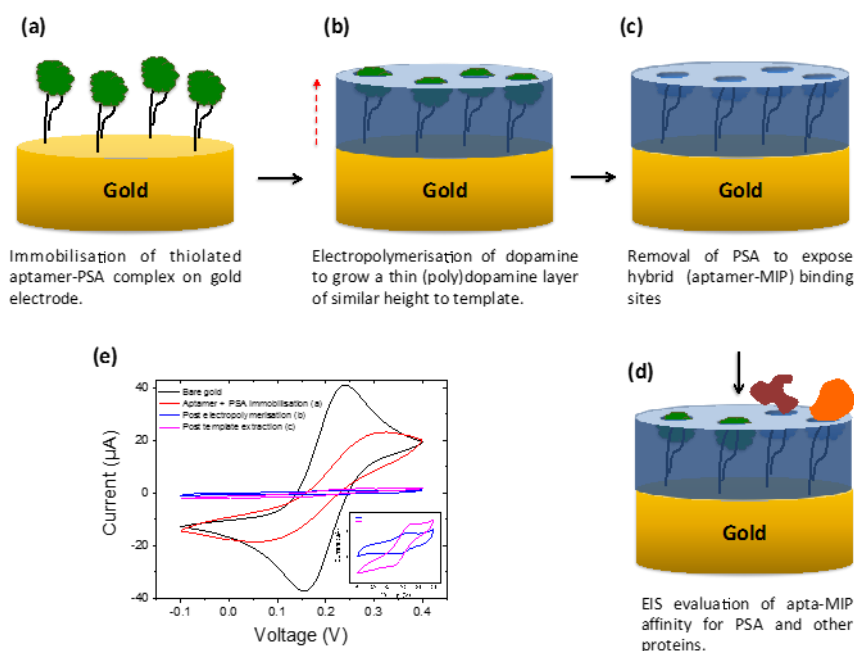 (a)
(b)
(c)
Gold
Gold
Gold
Immobilisation of thiolated
aptamer-PSA complex on gold
electrode.
Electropolymerisation of dopamine
to grow a thin (poly)dopamine layer
of similar height to template.
Removal of PSA to expose
hybrid (aptamer-MIP) binding
sites
(e)
Bare gold
Aptamer + PSA immobilisation (a)
Post electropolymerisation (b)
Post template extraction (c)
40
20
0
-20
-40
Current (µA)
-0.1
0.0
0.1
0.2
0.3
0.4
Voltage (V)
(d)
Gold
EIS evaluation of apta-MIP
affinity for PSA and other
proteins.